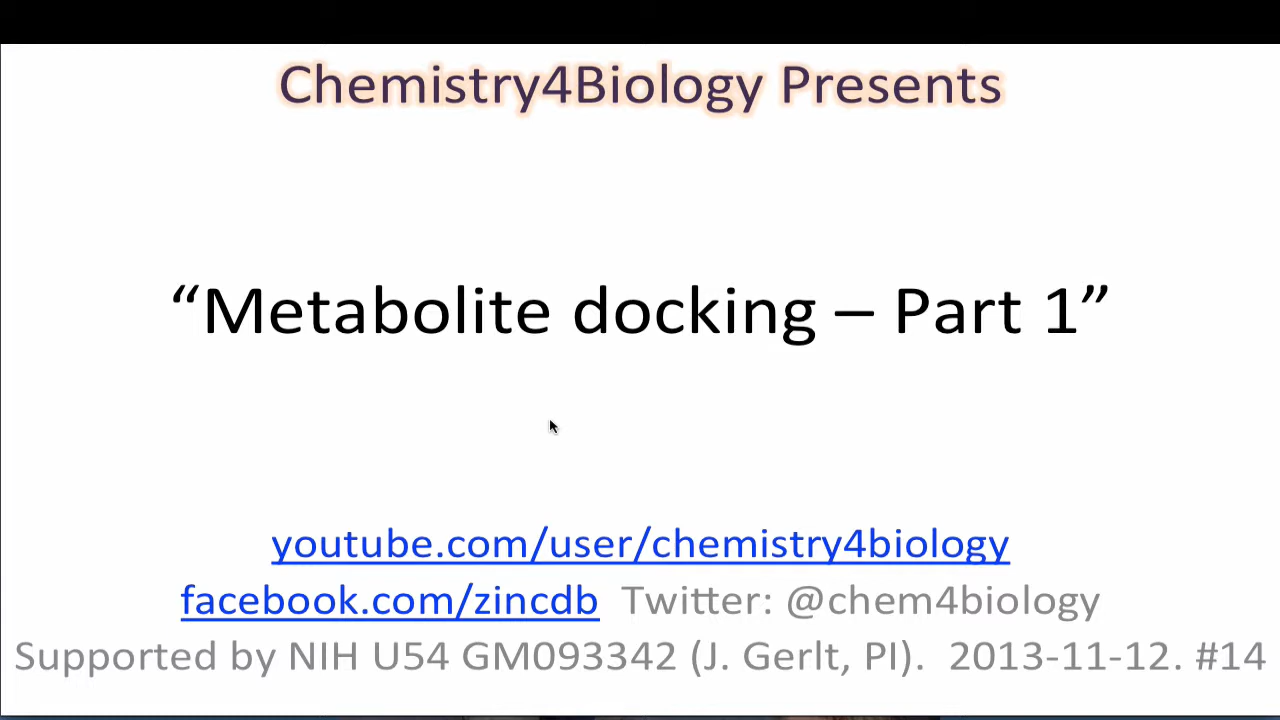 Chemistry4Biology Presents
“Metabolite docking – Part 1”
youtube.com/user/chemistry4biology
facebook.com/zincdb Twitter: @chem4biology
Supported by NIH U54 GM093342 (J. Gerlt, PI). 2013-11-12. #14